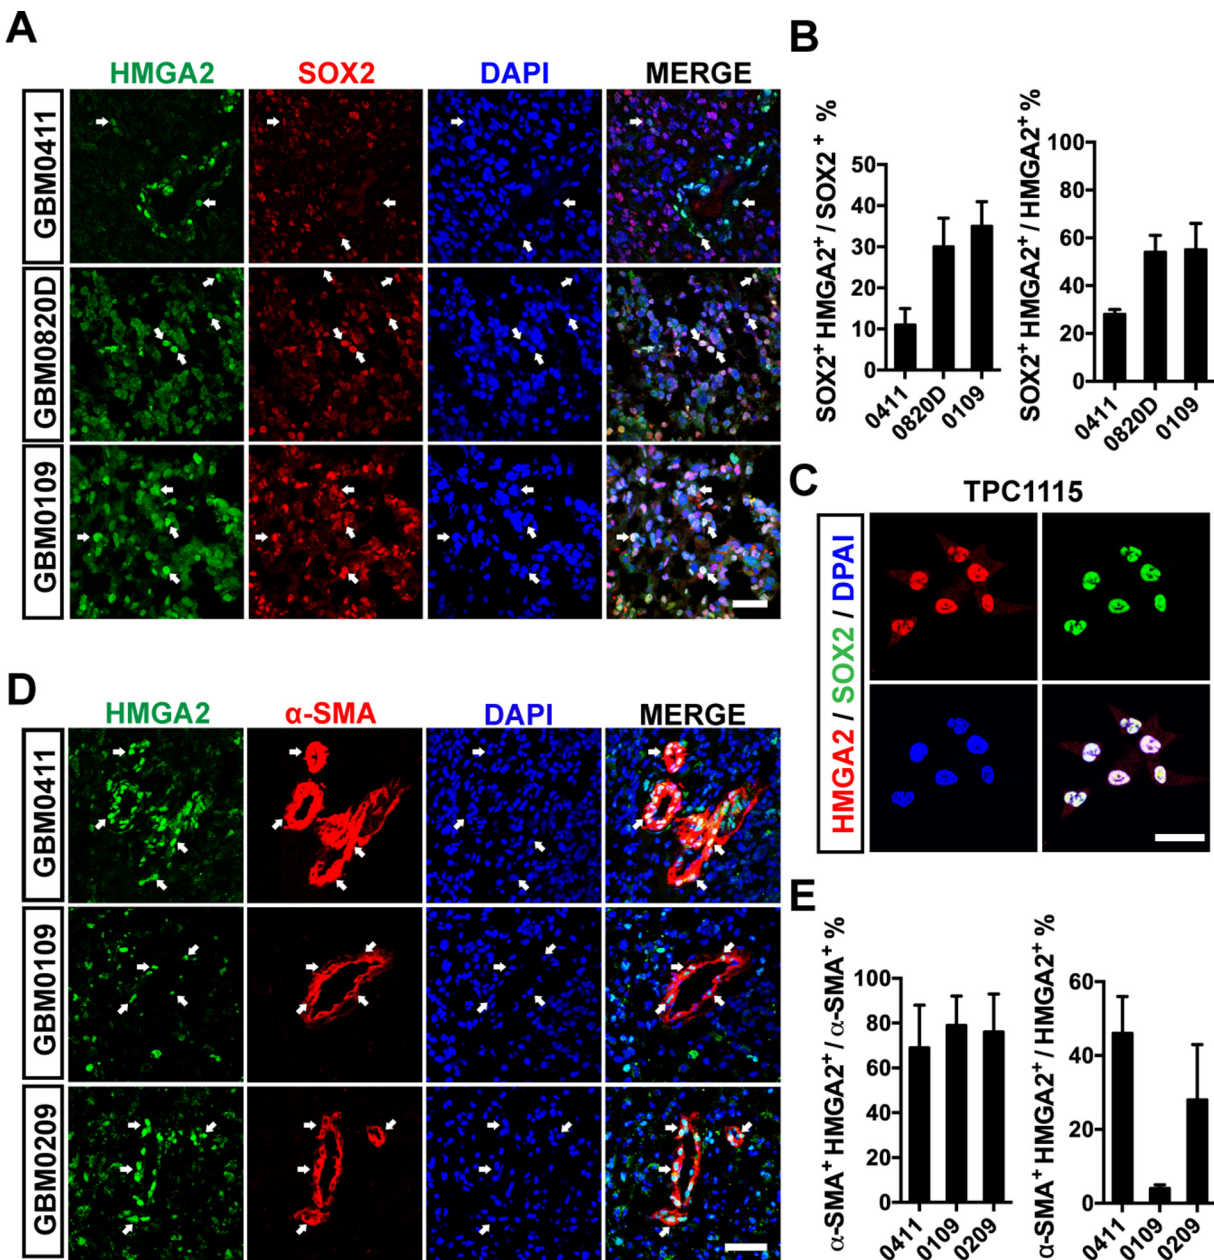 A
HMGA2 SOX2 DAPI MERGE
GBM0411
GBM0820D
GBM0109
B
SOX2⁺ HMGA2⁺ / SOX2⁺ %
50
40
30
20
10
0
0411 0820D 0109
SOX2⁺ HMGA2⁺ / HMGA2⁺ %
100
80
60
40
20
0
0411 0820D 0109
C
TPC1115
HMGA2 / SOX2 / DPAI
D
HMGA2 α-SMA DAPI MERGE
GBM0411
GBM0109
GBM0209
E
α-SMA⁺ HMGA2⁺ / α-SMA⁺ %
100
80
60
40
20
0
0411 0109 0209
α-SMA⁺ HMGA2⁺ / HMGA2⁺ %
60
40
20
0
0411 0109 0209